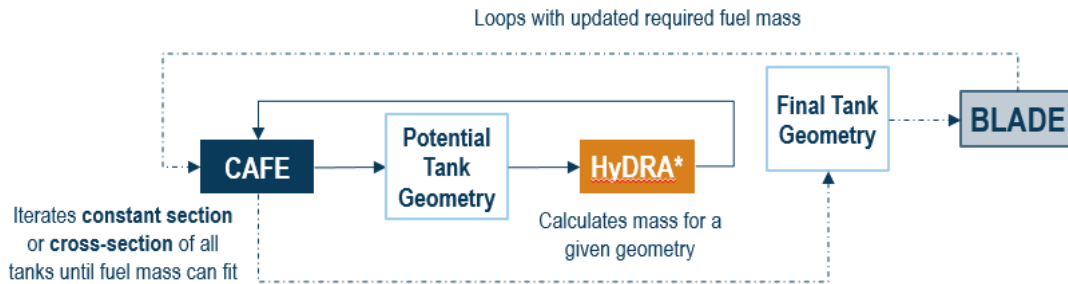 Loops with updated required fuel mass
CAFE
Potential
Tank
Geometry
HyDRA*
Final Tank
Geometry
BLADE
Iterates constant section
or cross-section of all
tanks until fuel mass can fit
Calculates mass for a
given geometry